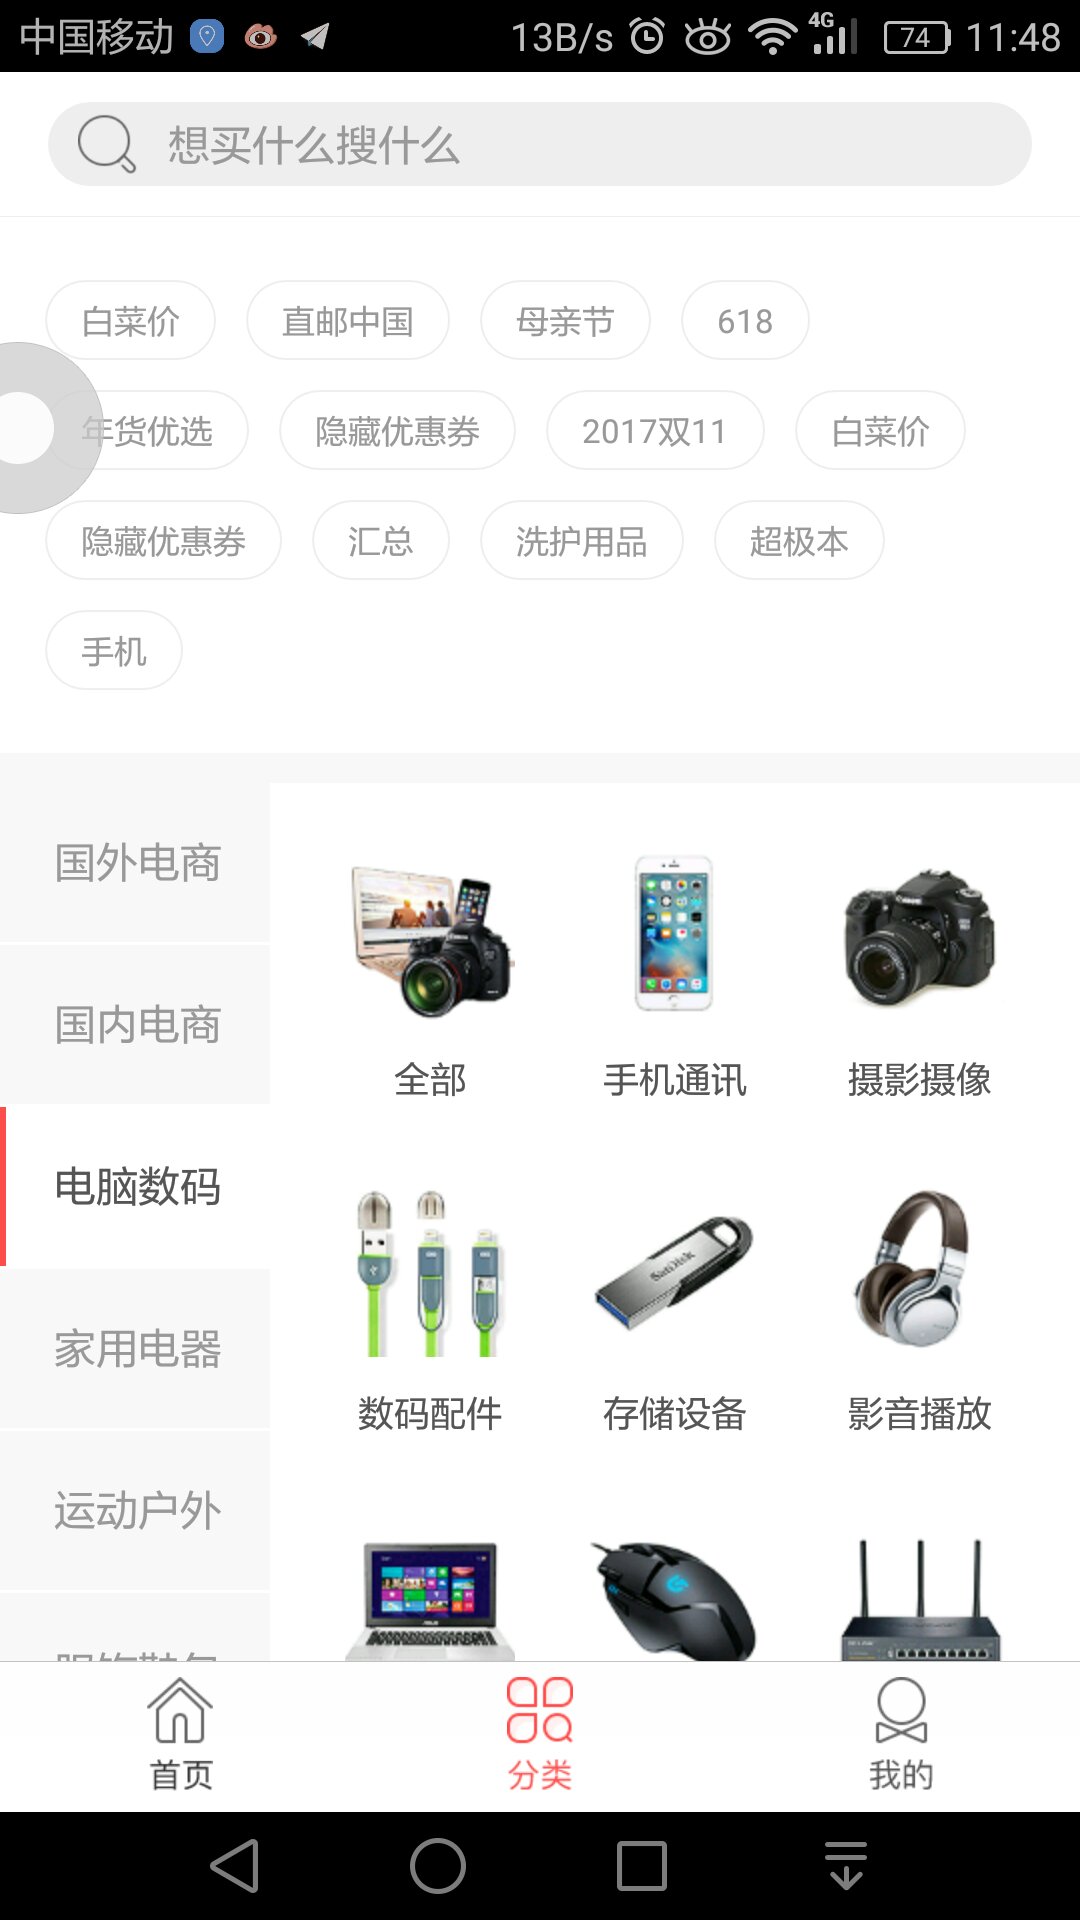 中国移动 13B/s 4G 74 11:48
想买什么搜什么
白菜价 直邮中国 母亲节 618
年货优选 隐藏优惠券 2017双11 白菜价
隐藏优惠券 汇总 洗护用品 超极本
手机
国外电商
国内电商
电脑数码
家用电器
运动户外
全部 手机通讯 摄影摄像
SanDisk
数码配件 存储设备 影音播放
首页 分类 我的